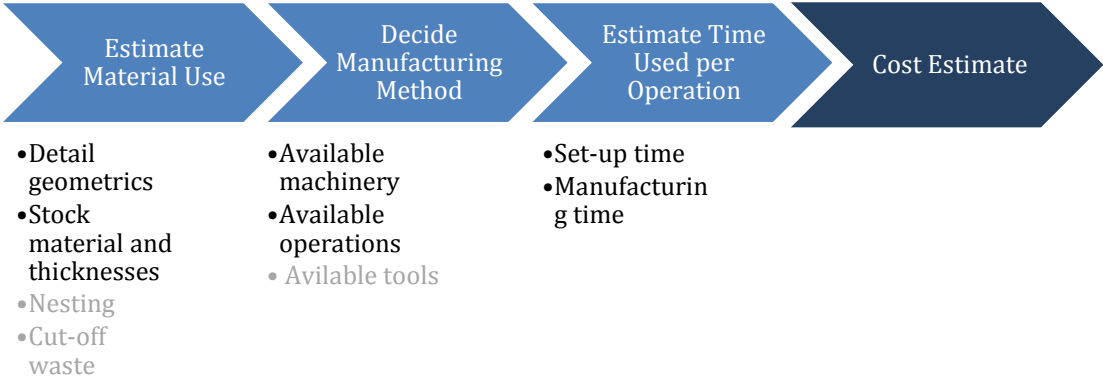 Estimate
Material Use
Decide
Manufacturing
Method
Estimate Time
Used per
Operation
Cost Estimate
•Detail
geometrics
•Stock
material and
thicknesses
•Nesting
•Cut-off
waste
•Available
machinery
•Available
operations
• Avilable tools
•Set-up time
•Manufacturin
g time